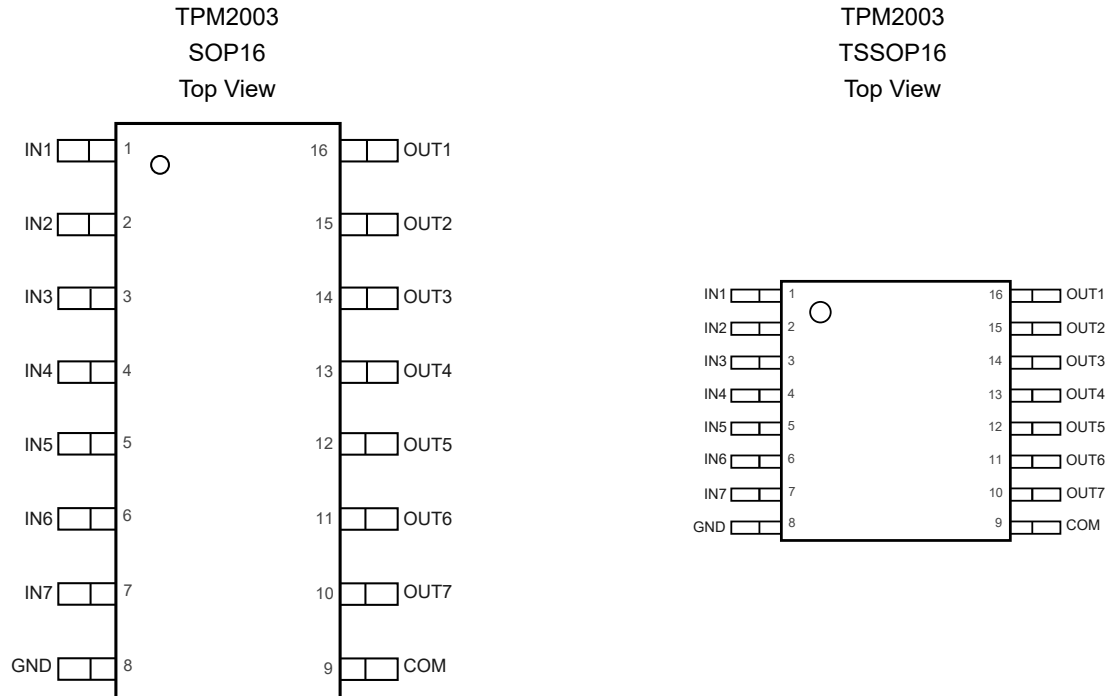 TPM2003
SOP16
Top View
IN1 1 16 OUT1
IN2 2 15 OUT2
IN3 3 14 OUT3
IN4 4 13 OUT4
IN5 5 12 OUT5
IN6 6 11 OUT6
IN7 7 10 OUT7
GND 8 9 COM
TPM2003
TSSOP16
Top View
IN1 1 16 OUT1
IN2 2 15 OUT2
IN3 3 14 OUT3
IN4 4 13 OUT4
IN5 5 12 OUT5
IN6 6 11 OUT6
IN7 7 10 OUT7
GND 8 9 COM